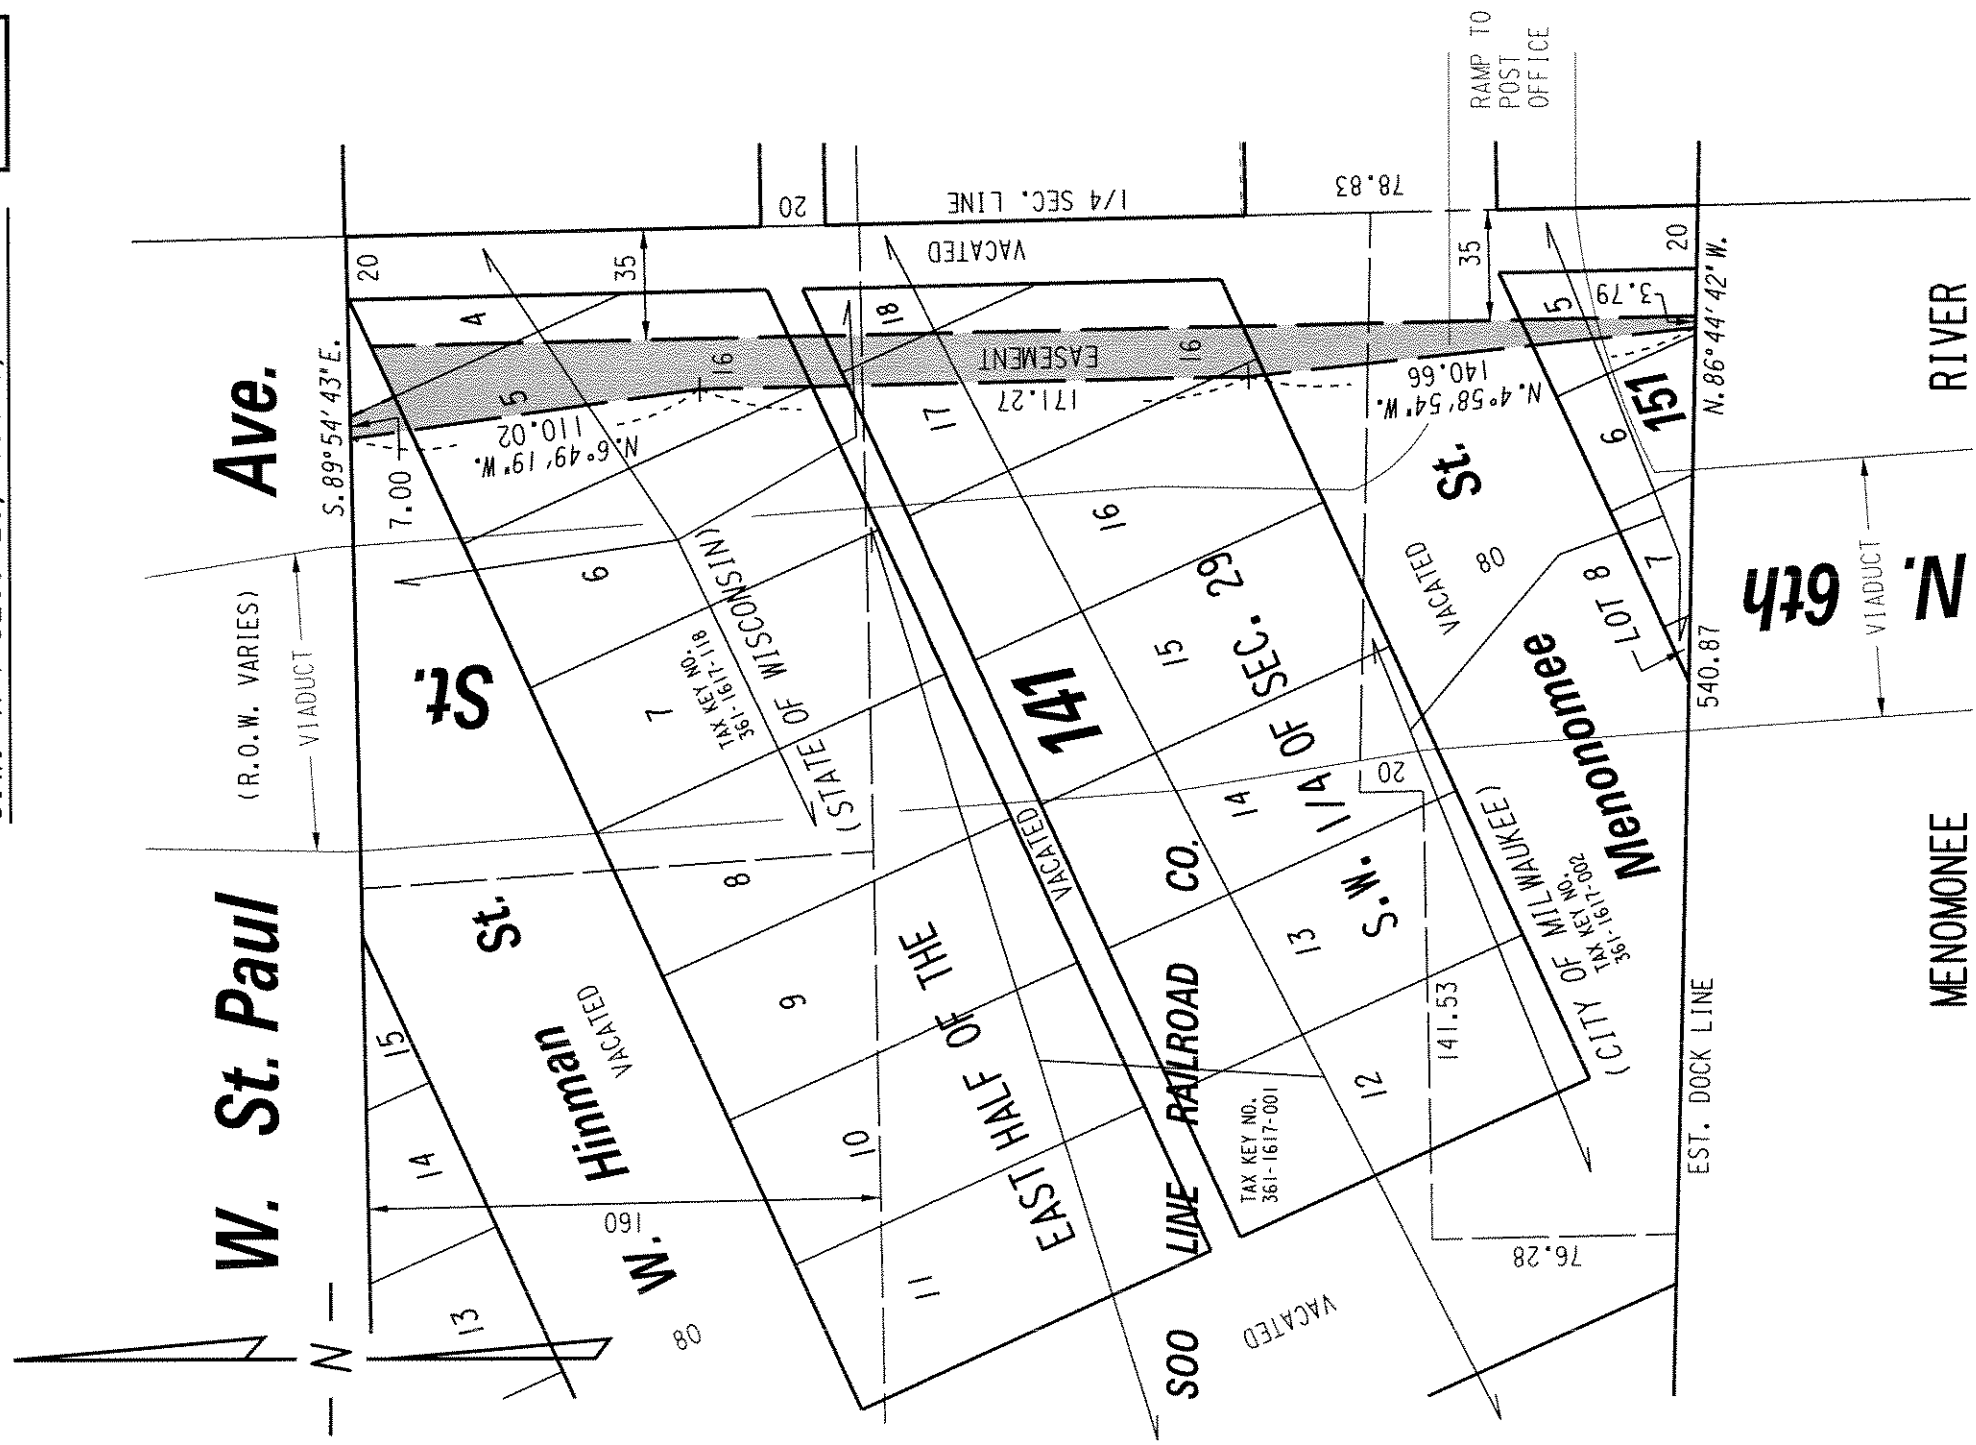 W. St. Paul Ave.
(R.O.W. VARIES)
VIADUCT
S.89°54'43"E.
20
7.00
35
20
St.
W. Hinman St.
VACATED
80
160
13
14
15
4
5
6
7
8
9
10
11
16
110.02
N.6°49'19"W.
(STATE OF WISCONSIN)
TAX KEY NO.
361-1617-118
VACATED
1/4 SEC. LINE
78.83
RAMP TO
POST
OFFICE
EASEMENT
171.27
16
140.66
N.4°58'54"W.
35
20
3.79
N.86°44'42"W.
141
18
17
16
15
14
13
12
VACATED
EAST HALF OF THE
S.W. 1/4 OF SEC. 29
SOO LINE RAILROAD CO.
TAX KEY NO.
361-1617-001
VACATED
20
141.53
76.28
(CITY OF MILWAUKEE)
TAX KEY NO.
361-1617-002
Menonomee St.
VACATED
80
151
5
6
7
LOT 8
540.87
EST. DOCK LINE
N. 6th
VIADUCT
MENOMONEE RIVER
N